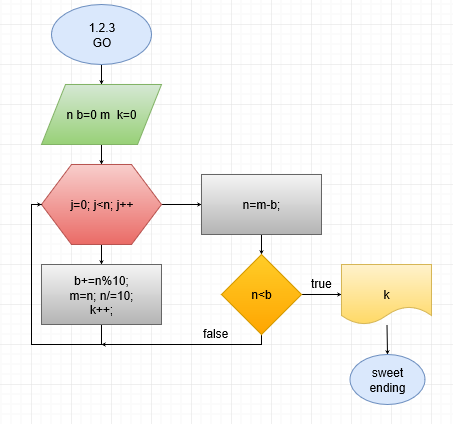 1.2.3
GO
n b=0 m k=0
j=0; j<n; j++
n=m-b;
b+=n%10;
m=n; n/=10;
k++;
n<b
true
k
false
sweet
ending